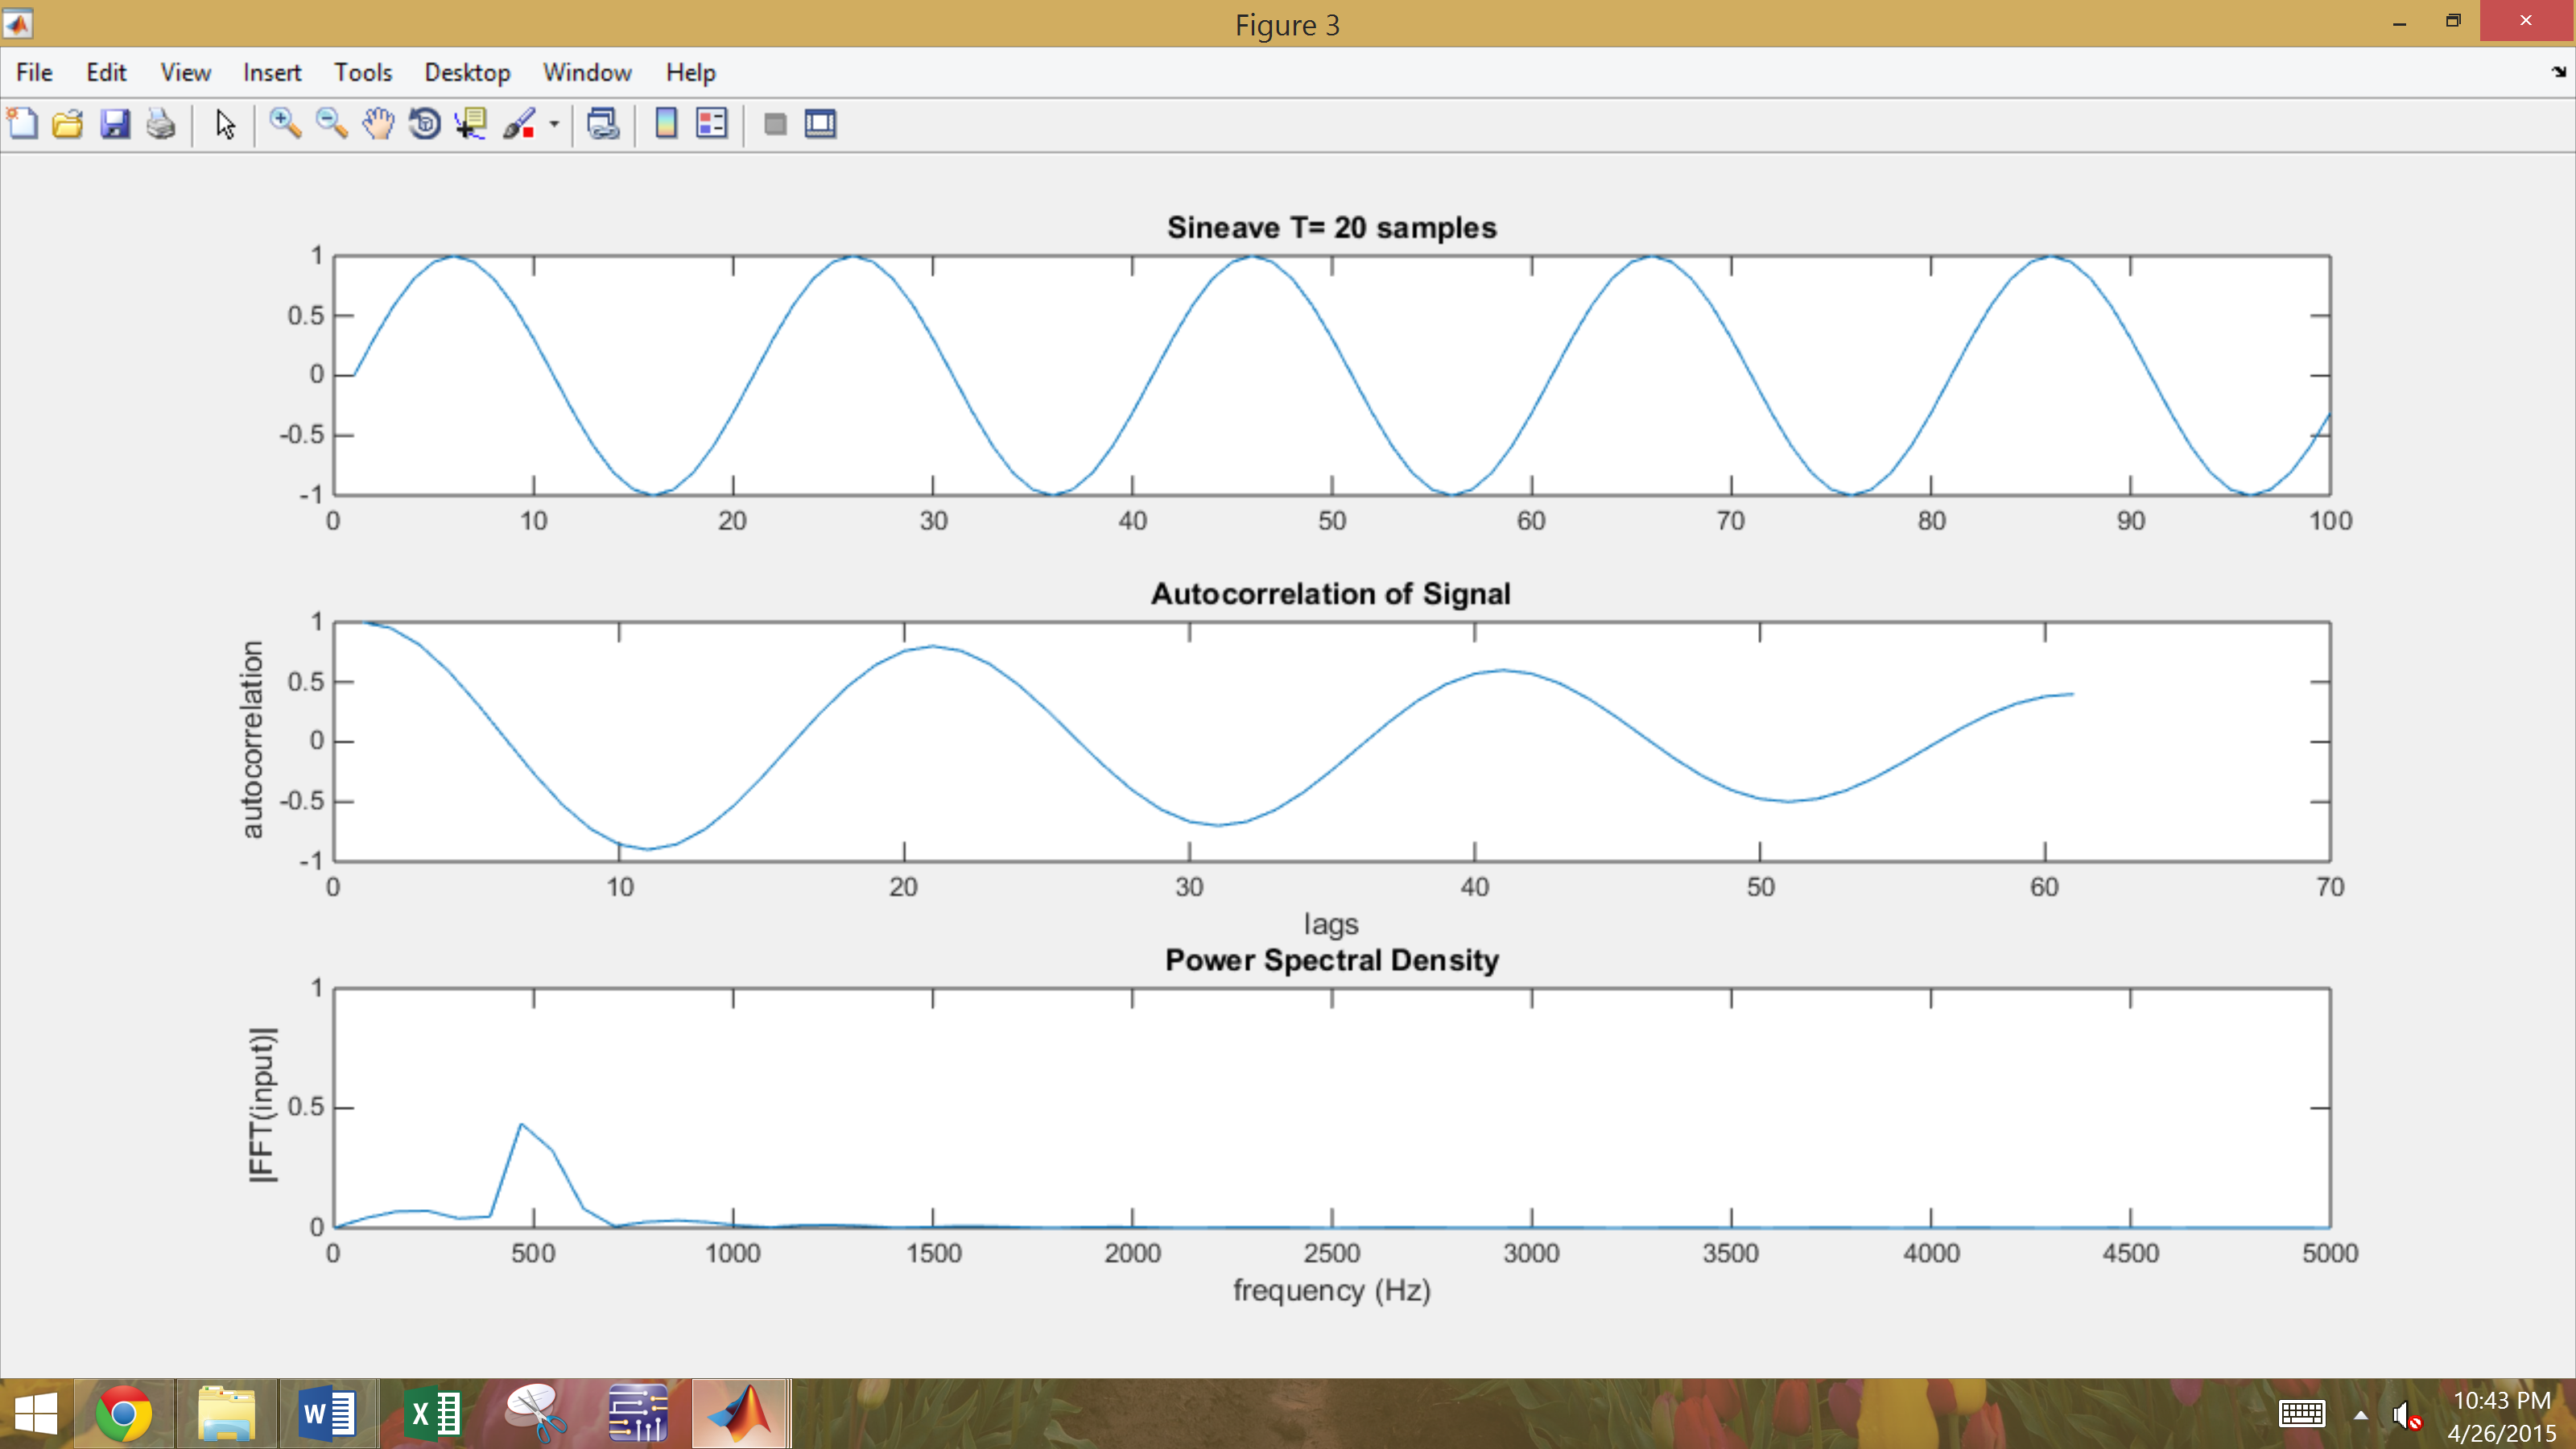 Figure 3
File Edit View Insert Tools Desktop Window Help
Sineave T= 20 samples
1
0.5
0
-0.5
-1
0 10 20 30 40 50 60 70 80 90 100
Autocorrelation of Signal
autocorrelation
1
0.5
0
-0.5
-1
0 10 20 30 40 50 60 70
lags
Power Spectral Density
|FFT(input)|
1
0.5
0
0 500 1000 1500 2000 2500 3000 3500 4000 4500 5000
frequency (Hz)
W
X
10:43 PM
4/26/2015